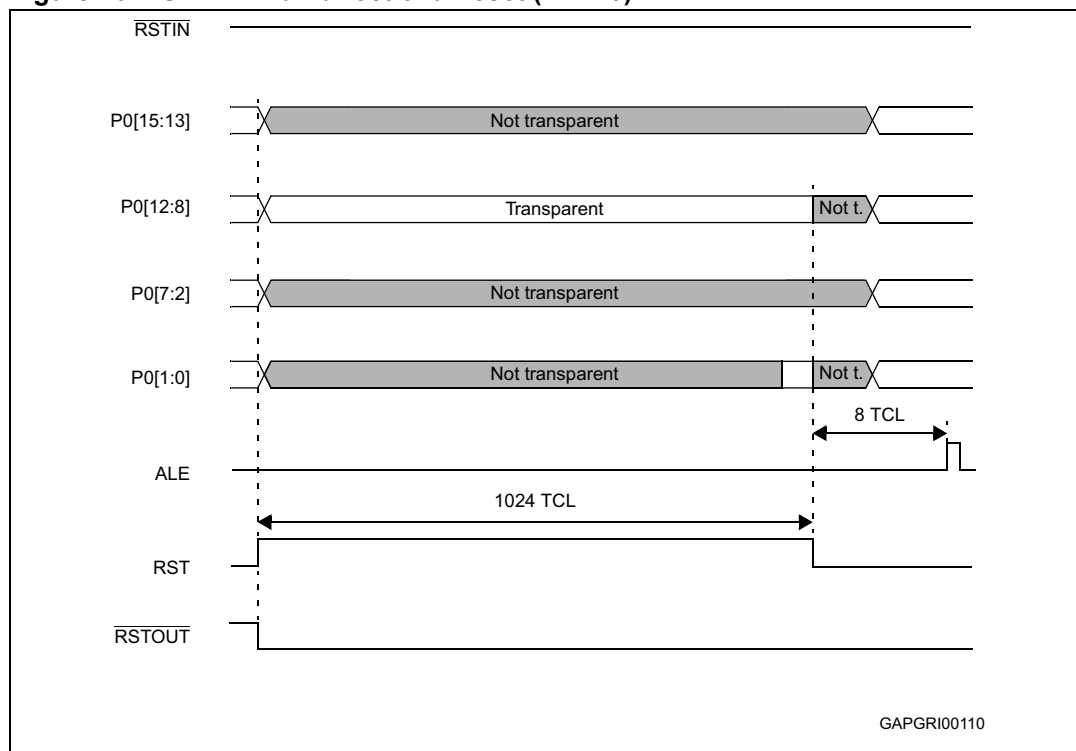 RSTIN
P0[15:13] Not transparent
P0[12:8] Transparent Not t.
P0[7:2] Not transparent
P0[1:0] Not transparent Not t.
8 TCL
ALE
1024 TCL
RST
RSTOUT
GAPGRI00110